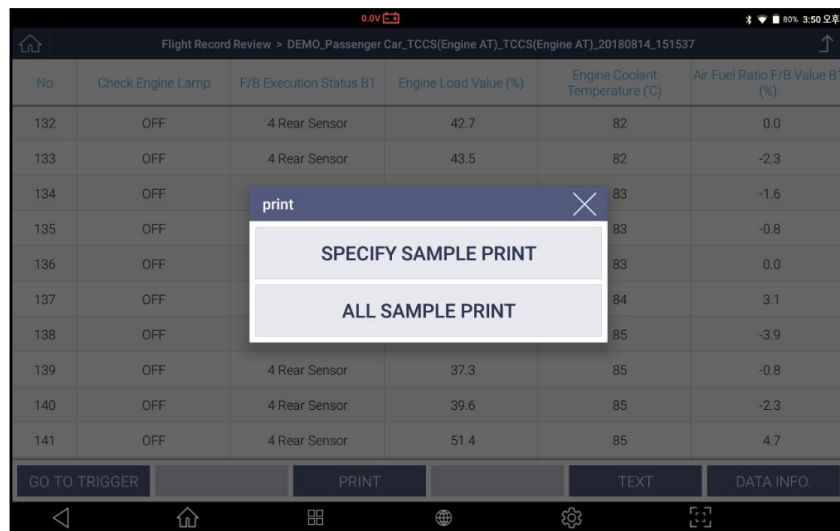 0.0V
80% 3:50 오후
Flight Record Review > DEMO_Passenger Car_TCCS(Engine AT)_TCCS(Engine AT)_20180814_151537
No Check Engine Lamp F/B Execution Status B1 Engine Load Value (%) Engine Coolant Temperature (°C) Air Fuel Ratio F/B Value B1 (%)
132 OFF 4 Rear Sensor 42.7 82 0.0
133 OFF 4 Rear Sensor 43.5 82 -2.3
134 OFF 83 -1.6
135 OFF 83 -0.8
136 OFF 83 0.0
137 OFF 84 3.1
138 OFF 85 -3.9
139 OFF 4 Rear Sensor 37.3 85 -0.8
140 OFF 4 Rear Sensor 39.6 85 -2.3
141 OFF 4 Rear Sensor 51.4 85 4.7
print
SPECIFY SAMPLE PRINT
ALL SAMPLE PRINT
GO TO TRIGGER PRINT TEXT DATA INFO.